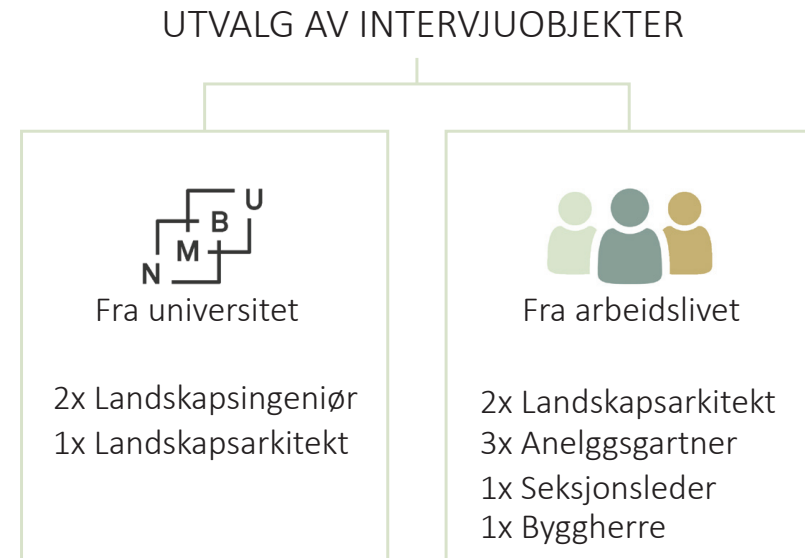 UTVALG AV INTERVJUOBJEKTER
N M B U
Fra universitet
2x Landskapsingeniør
1x Landskapsarkitekt
Fra arbeidslivet
2x Landskapsarkitekt
3x Anelggsgartner
1x Seksjonsleder
1x Byggherre